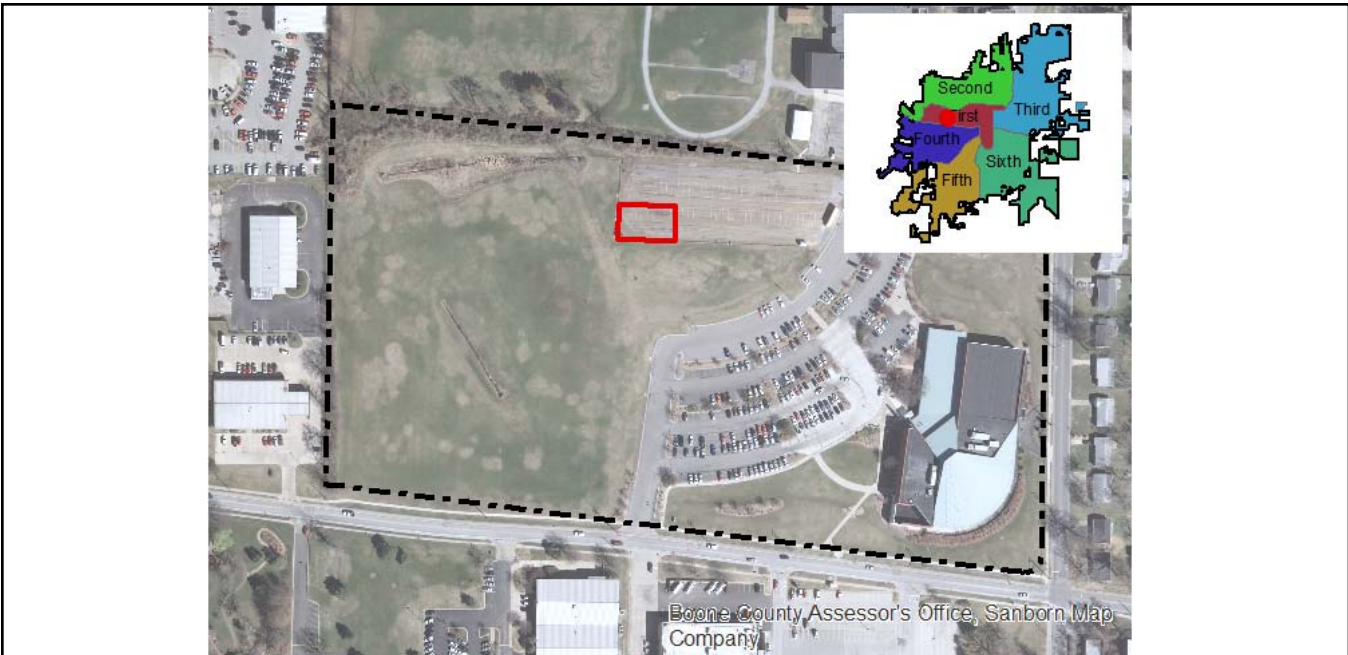 Second
Third
irst
Fourth
Sixth
Fifth
Boone County Assessor's Office, Sanborn Map
Company